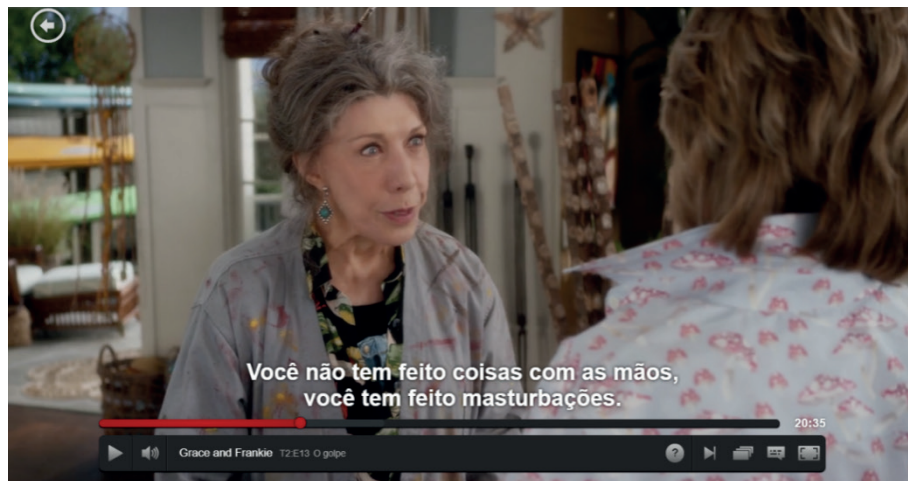 Você não tem feito coisas com as mãos,
você tem feito masturbações.
20:35
Grace and Frankie T2:E13 O golpe
?